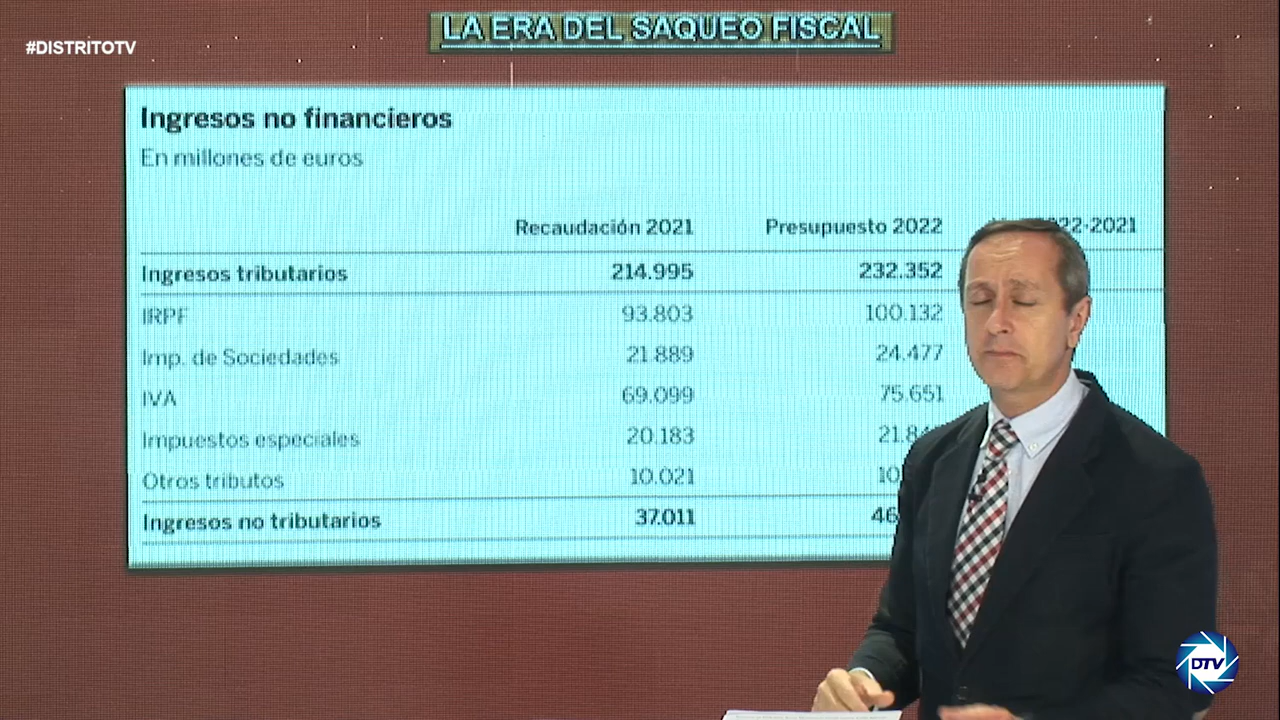 #DISTRITOTV
LA ERA DEL SAQUEO FISCAL
Ingresos no financieros
En millones de euros
Recaudación 2021 Presupuesto 2022 2022-2021
Ingresos tributarios 214.995 232.352
IRPF 93.803 100.132
Imp. de Sociedades 21.889 24.477
IVA 69.099 75.651
Impuestos especiales 20.183
Otros tributos 10.021
Ingresos no tributarios 37.011
DTV